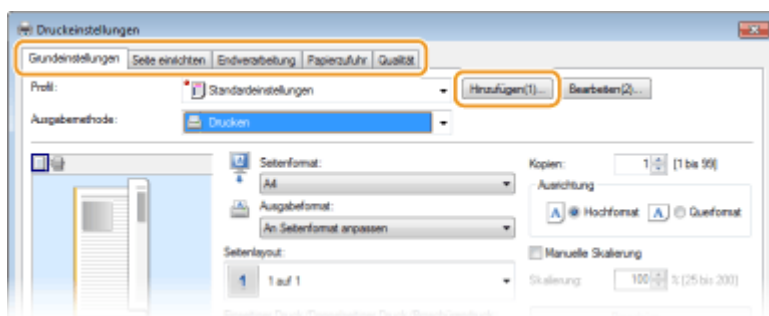 Druckeinstellungen
Grundeinstellungen Seite einrichten Endverarbeitung Papierzufuhr Qualität
Profil: Standardeinstellungen Hinzufügen(1)... Bearbeiten(2)...
Ausgabemethode: Drucken
Seitenformat: Kopien: 1 [1 bis 99]
A4 Ausrichtung
Ausgabeformat: A Hochformat A Querformat
An Seitenformat anpassen
Seitenlayout: Manuelle Skalierung
1 1 auf 1 Skalierung: 100 % [25 bis 200]